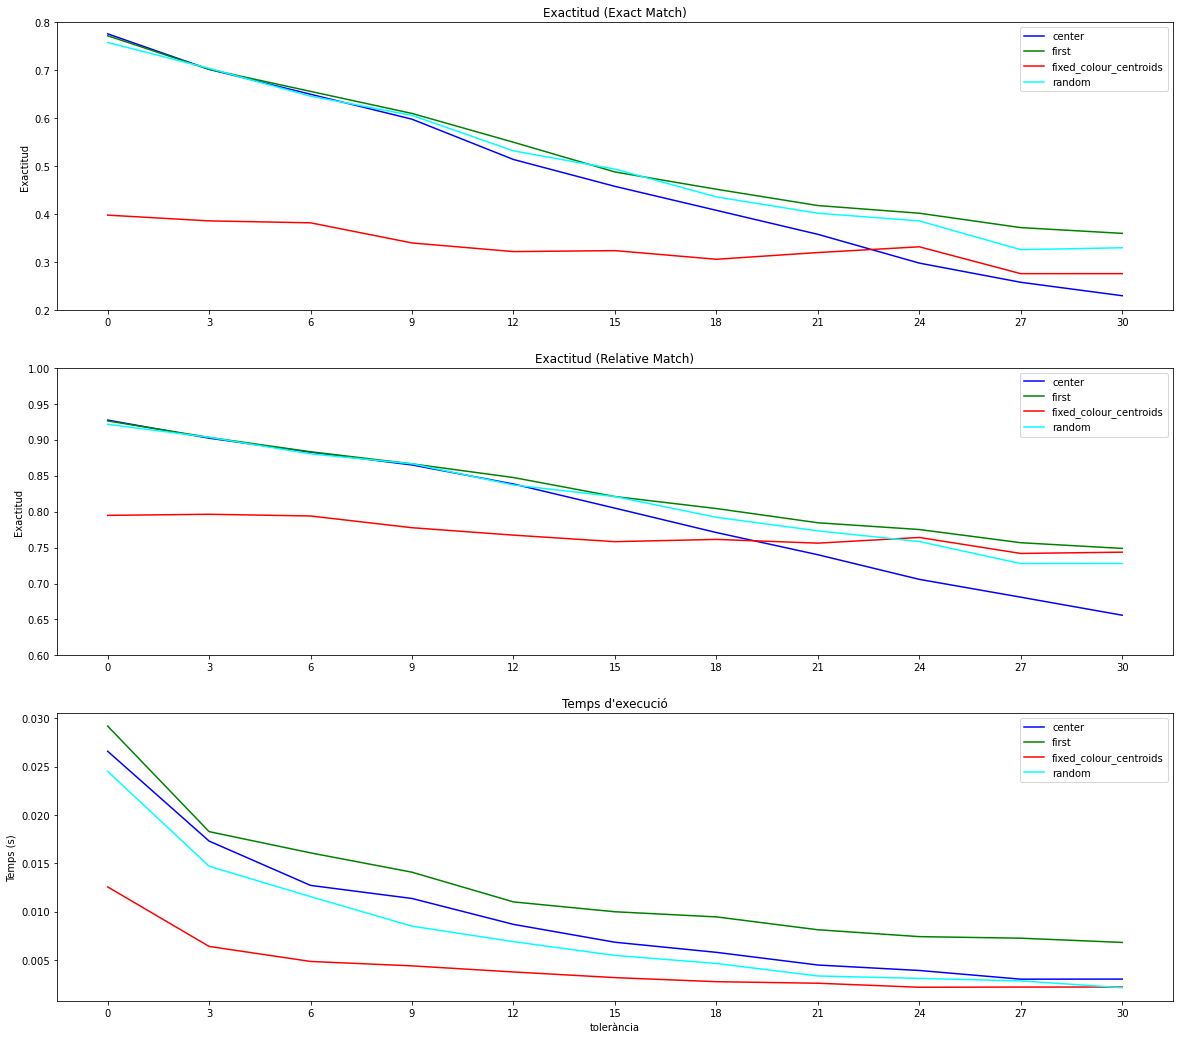 Exactitud (Exact Match)
0.8
0.7
0.6
0.5
0.4
0.3
0.2
Exactitud
center
first
fixed_colour_centroids
random
0 3 6 9 12 15 18 21 24 27 30
Exactitud (Relative Match)
1.00
0.95
0.90
0.85
0.80
0.75
0.70
0.65
0.60
Exactitud
center
first
fixed_colour_centroids
random
0 3 6 9 12 15 18 21 24 27 30
Temps d'execució
0.030
0.025
0.020
0.015
0.010
0.005
Temps (s)
center
first
fixed_colour_centroids
random
0 3 6 9 12 15 18 21 24 27 30
tolerància